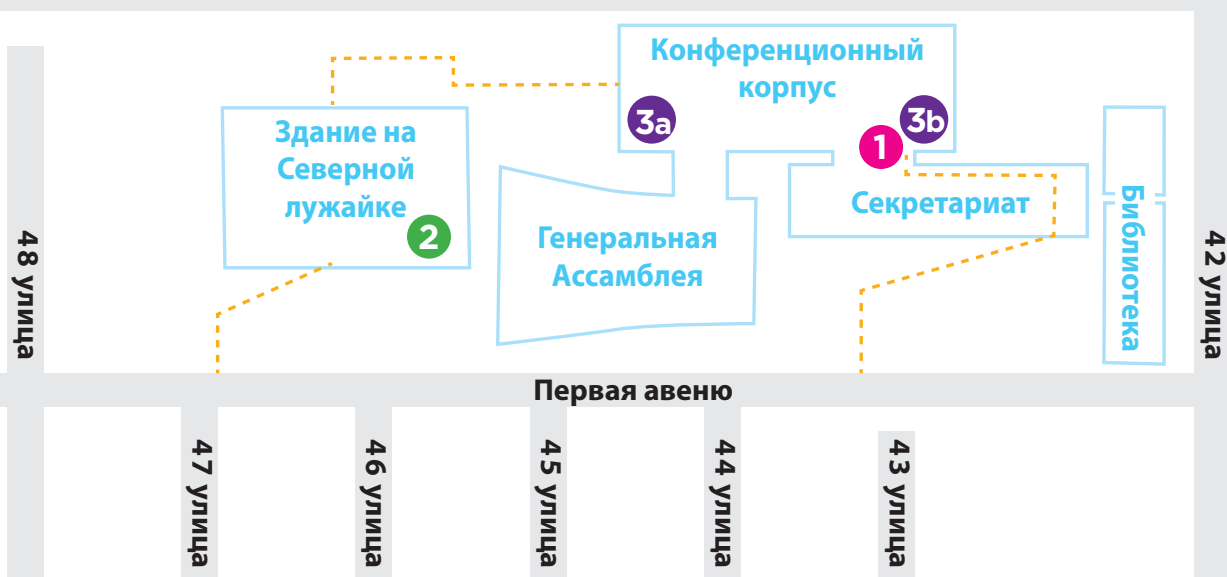 Конференционный
корпус
3a
3b
1
Здание на
Северной
лужайке
2
Генеральная
Ассамблея
Секретариат
Библиотека
48 улица
42 улица
Первая авеню
47 улица
46 улица
45 улица
44 улица
43 улица